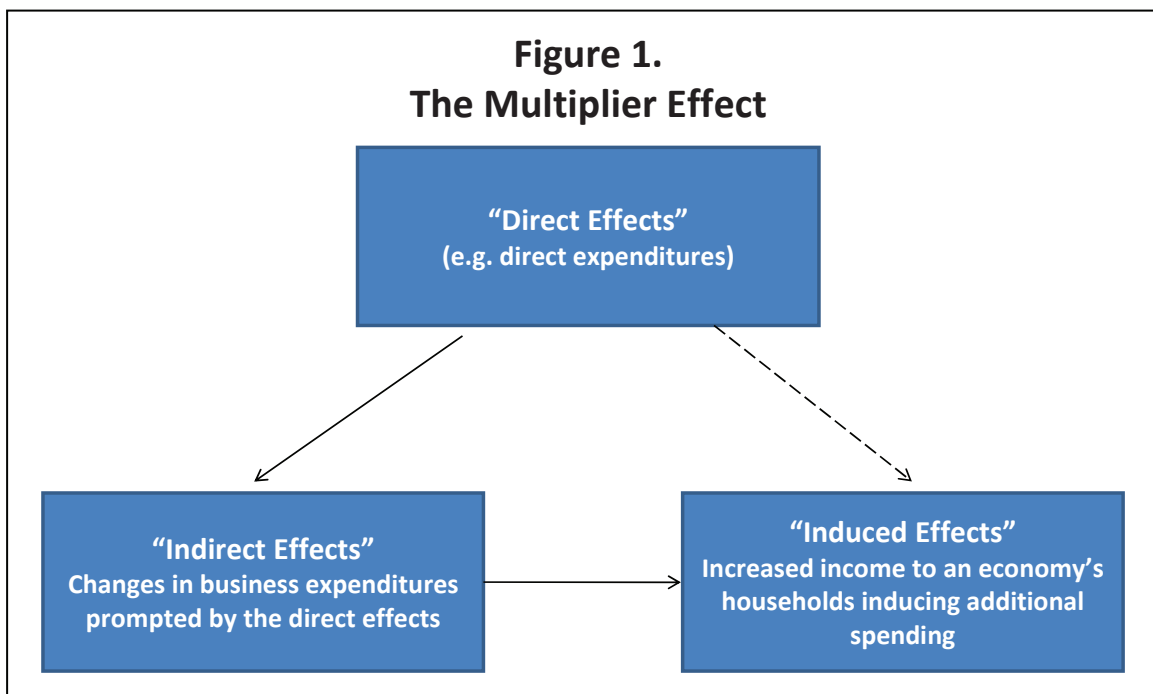 Figure 1.
The Multiplier Effect
“Direct Effects”
(e.g. direct expenditures)
“Indirect Effects”
Changes in business expenditures
prompted by the direct effects
“Induced Effects”
Increased income to an economy’s
households inducing additional
spending